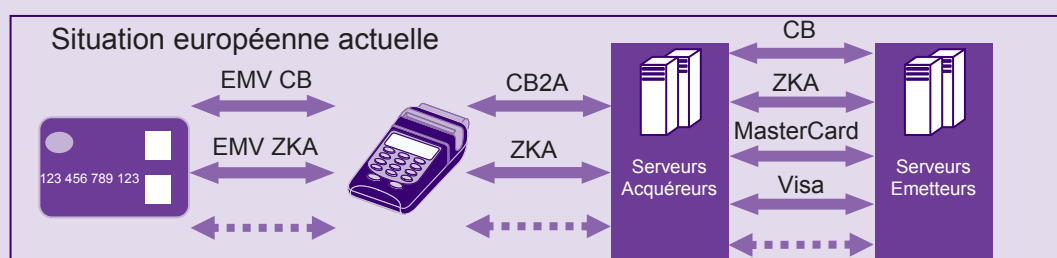 Situation européenne actuelle
CB
EMV CB
CB2A
ZKA
EMV ZKA
ZKA
MasterCard
123 456 789 123
Serveurs
Acquéreurs
Serveurs
Emetteurs
Visa